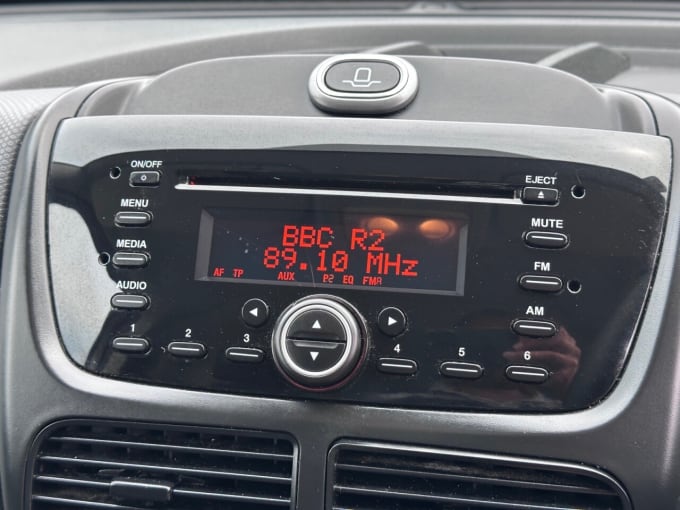 ON/OFF
EJECT
MENU
MUTE
BBC R2
89.10 MHz
MEDIA
FM
AF TP AUX P2 EQ FMA
AUDIO
AM
1 2 3 4 5 6